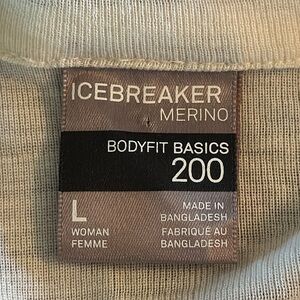 ICEBREAKER
MERINO
BODYFIT BASICS
200
L
WOMAN
FEMME
MADE IN
BANGLADESH
FABRIQUÉ AU
BANGLADESH